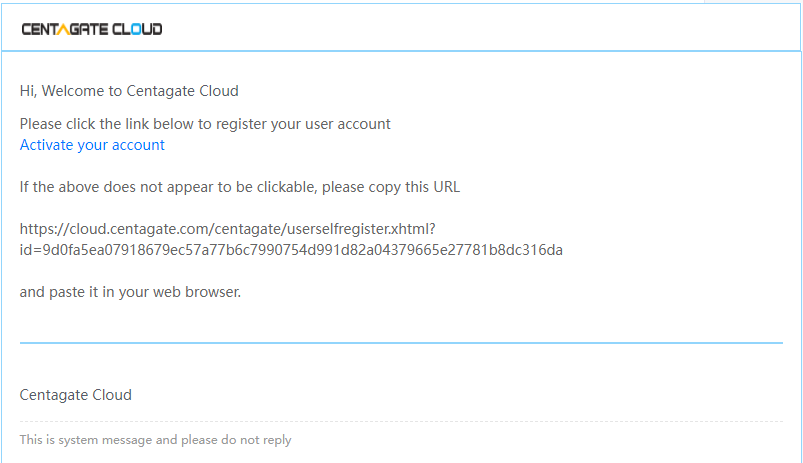 CENTAGATE CLOUD
Hi, Welcome to Centagate Cloud
Please click the link below to register your user account
Activate your account
If the above does not appear to be clickable, please copy this URL
https://cloud.centagate.com/centagate/userselfregister.xhtml?
id=9d0fa5ea07918679ec57a77b6c7990754d991d82a04379665e27781b8dc316da
and paste it in your web browser.
Centagate Cloud
This is system message and please do not reply